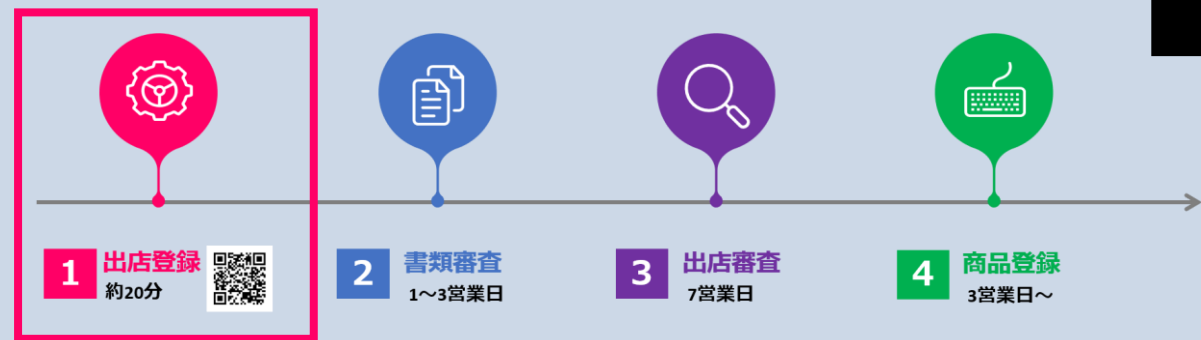 1 出店登録
約20分
2 書類審査
1～3営業日
3 出店審査
7営業日
4 商品登録
3営業日～